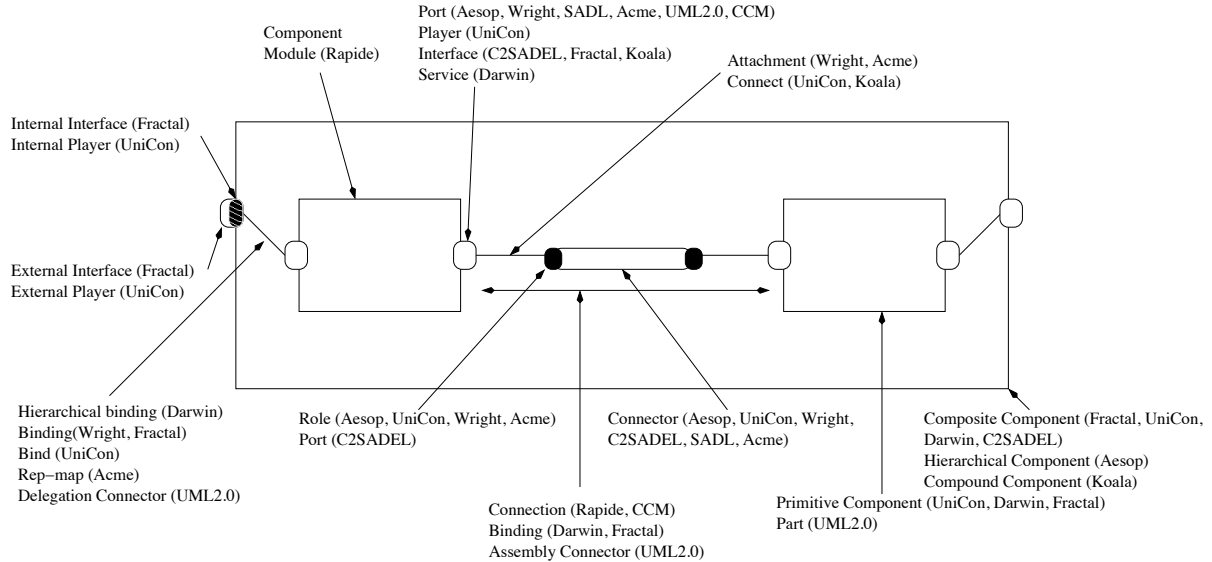 Port (Aesop, Wright, SADL, Acme, UML2.0, CCM)
Player (UniCon)
Interface (C2SADEL, Fractal, Koala)
Service (Darwin)
Component
Module (Rapide)
Attachment (Wright, Acme)
Connect (UniCon, Koala)
Internal Interface (Fractal)
Internal Player (UniCon)
External Interface (Fractal)
External Player (UniCon)
Hierarchical binding (Darwin)
Binding(Wright, Fractal)
Bind (UniCon)
Rep−map (Acme)
Delegation Connector (UML2.0)
Role (Aesop, UniCon, Wright, Acme)
Port (C2SADEL)
Connector (Aesop, UniCon, Wright,
C2SADEL, SADL, Acme)
Composite Component (Fractal, UniCon,
Darwin, C2SADEL)
Hierarchical Component (Aesop)
Compound Component (Koala)
Primitive Component (UniCon, Darwin, Fractal)
Part (UML2.0)
Connection (Rapide, CCM)
Binding (Darwin, Fractal)
Assembly Connector (UML2.0)